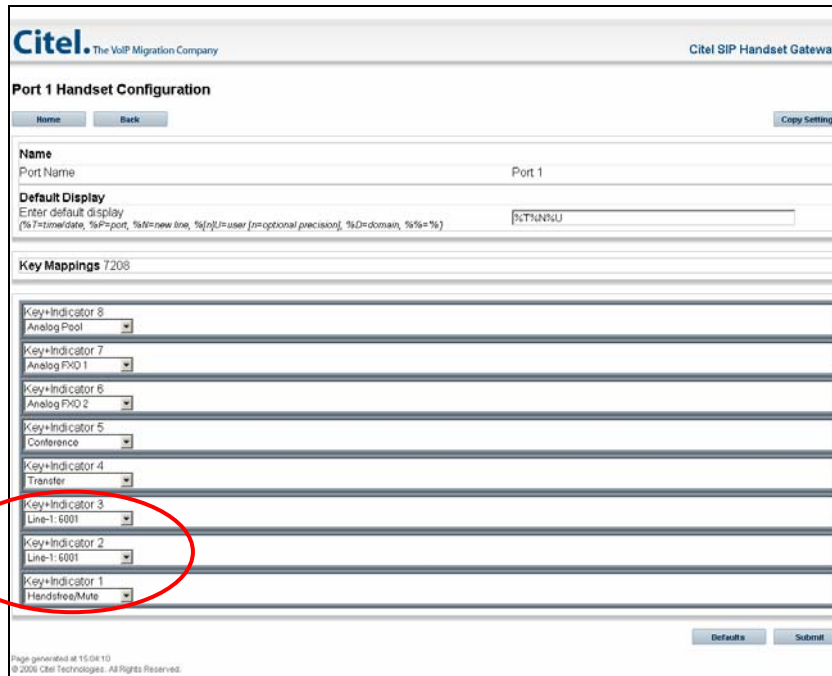 Citel. The VoIP Migration Company
Citel SIP Handset Gatewa
Port 1 Handset Configuration
Home Back Copy Setting
Name
Port Name Port 1
Default Display
Enter default display
(%T=time/date, %P=port, %N=new line, %[n]U=user [n=optional precision], %D=domain, %%=%) %T%N%U
Key Mappings 7208
Key+Indicator 8
Analog Pool
Key+Indicator 7
Analog FXO 1
Key+Indicator 6
Analog FXO 2
Key+Indicator 5
Conference
Key+Indicator 4
Transfer
Key+Indicator 3
Line-1: 6001
Key+Indicator 2
Line-1: 6001
Key+Indicator 1
Handsfree/Mute
Defaults Submit
Page generated at 15:04:10
© 2006 Citel Technologies. All Rights Reserved.